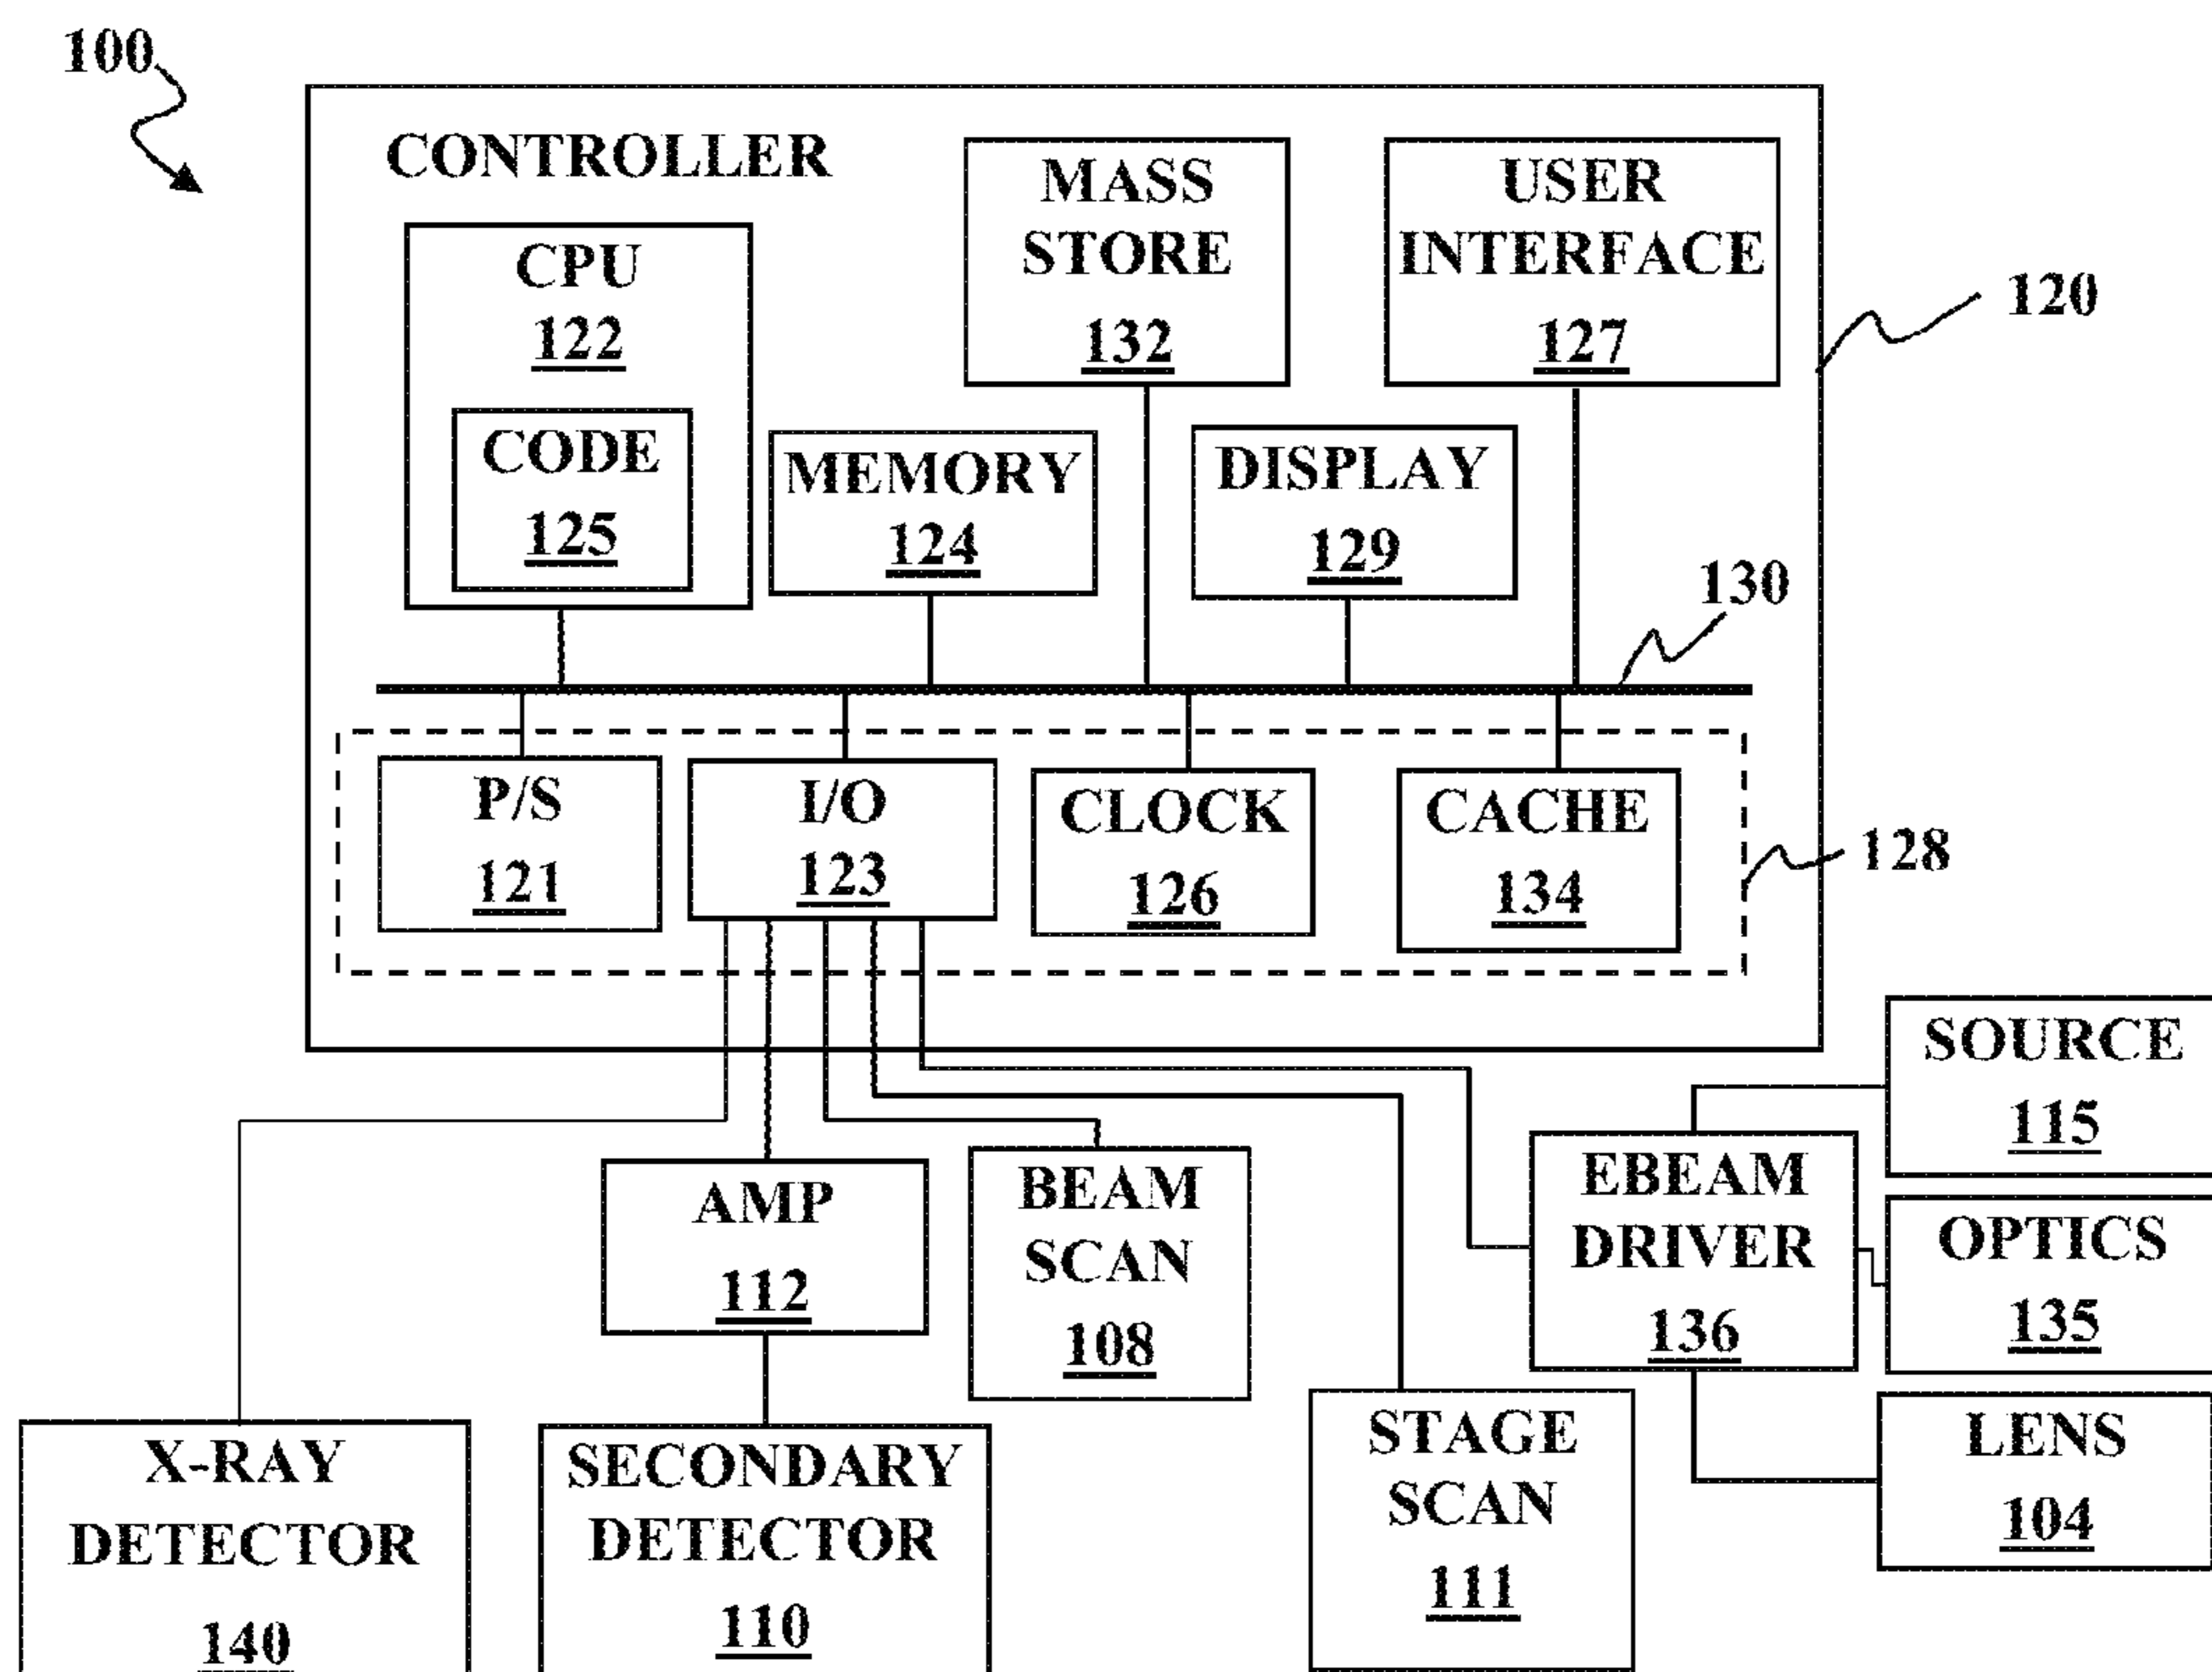 100
CONTROLLER
CPU
122
CODE
125
MEMORY
124
MASS
STORE
132
DISPLAY
129
USER
INTERFACE
127
120
130
P/S
121
I/O
123
CLOCK
126
CACHE
134
128
SOURCE
115
EBEAM
DRIVER
136
OPTICS
135
LENS
104
AMP
112
BEAM
SCAN
108
STAGE
SCAN
111
X-RAY
DETECTOR
140
SECONDARY
DETECTOR
110